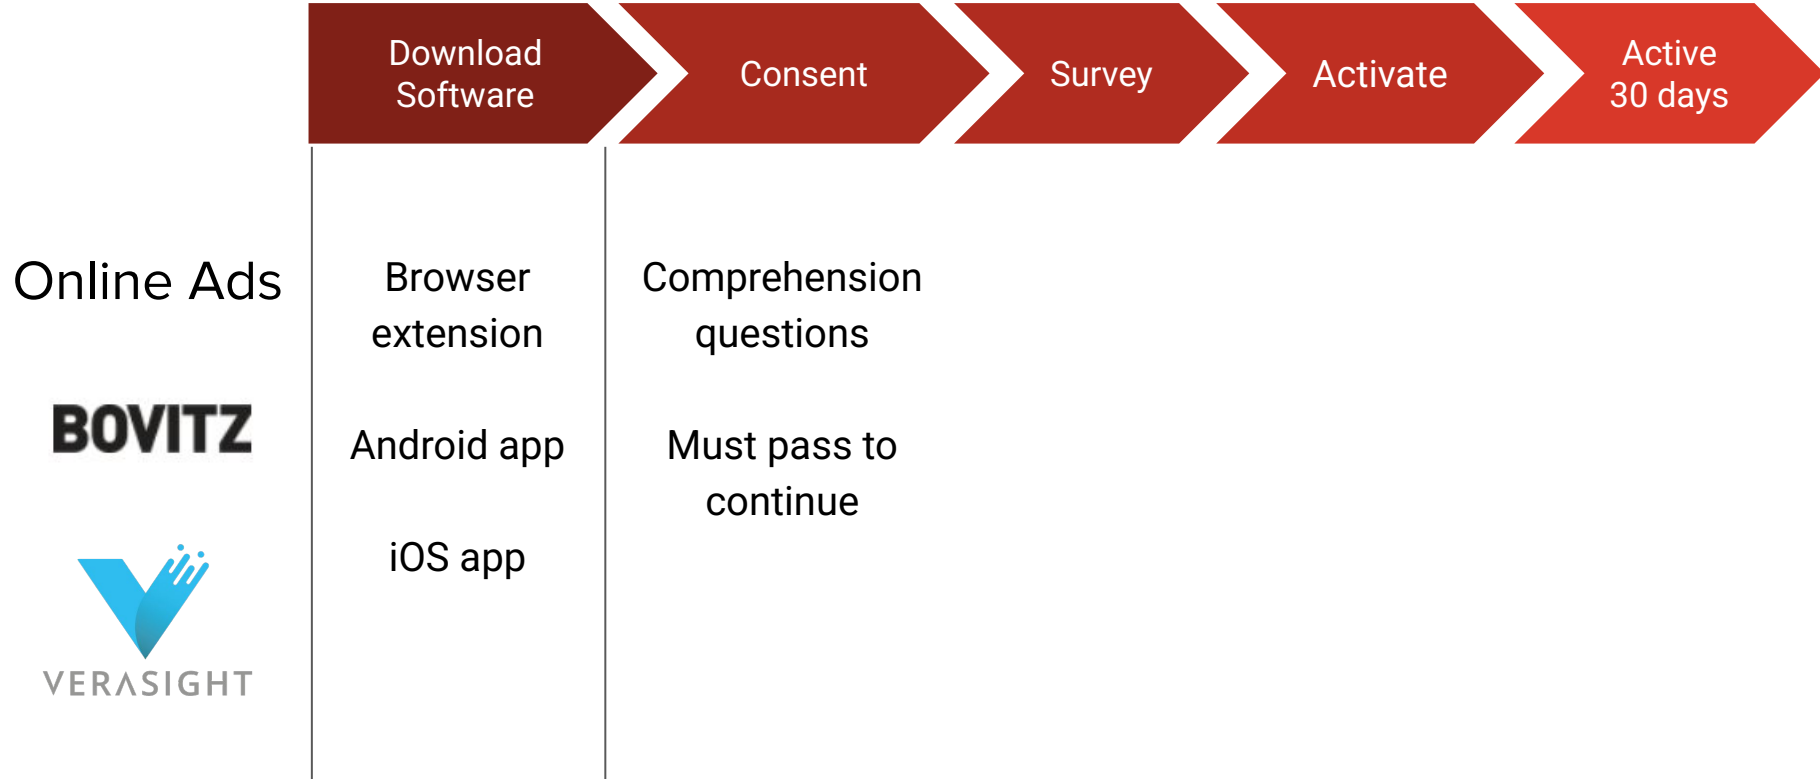 Download
Software
Consent
Survey
Activate
Active
30 days
Online Ads
BOVITZ
VERASIGHT
Browser
extension
Android app
iOS app
Comprehension
questions
Must pass to
continue